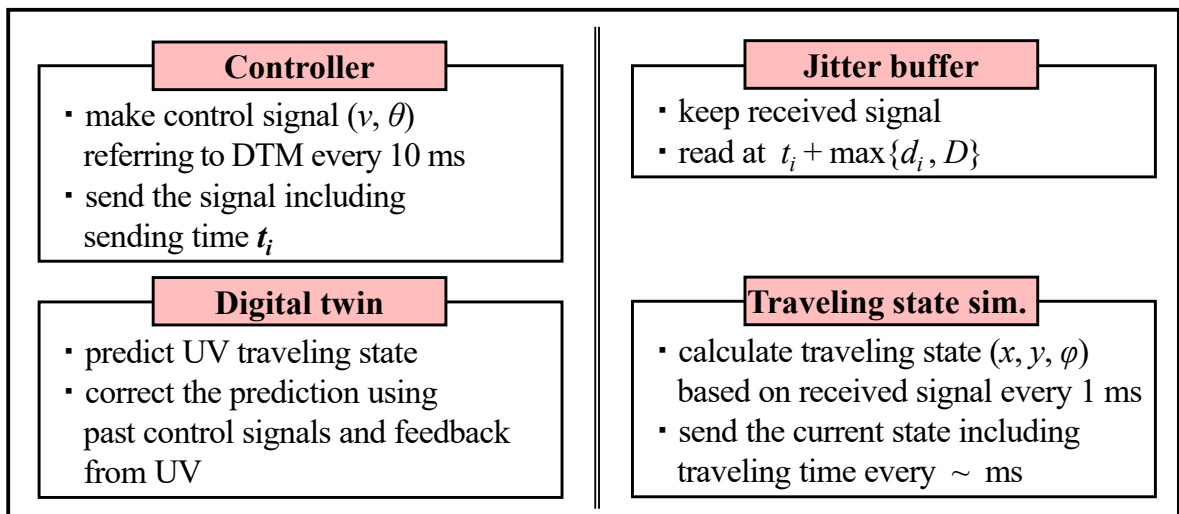 Controller
・make control signal (v, θ)
referring to DTM every 10 ms
・send the signal including
sending time t_i
Digital twin
・predict UV traveling state
・correct the prediction using
past control signals and feedback
from UV
Jitter buffer
・keep received signal
・read at t_i + max{d_i , D}
Traveling state sim.
・calculate traveling state (x, y, φ)
based on received signal every 1 ms
・send the current state including
traveling time every ~ ms